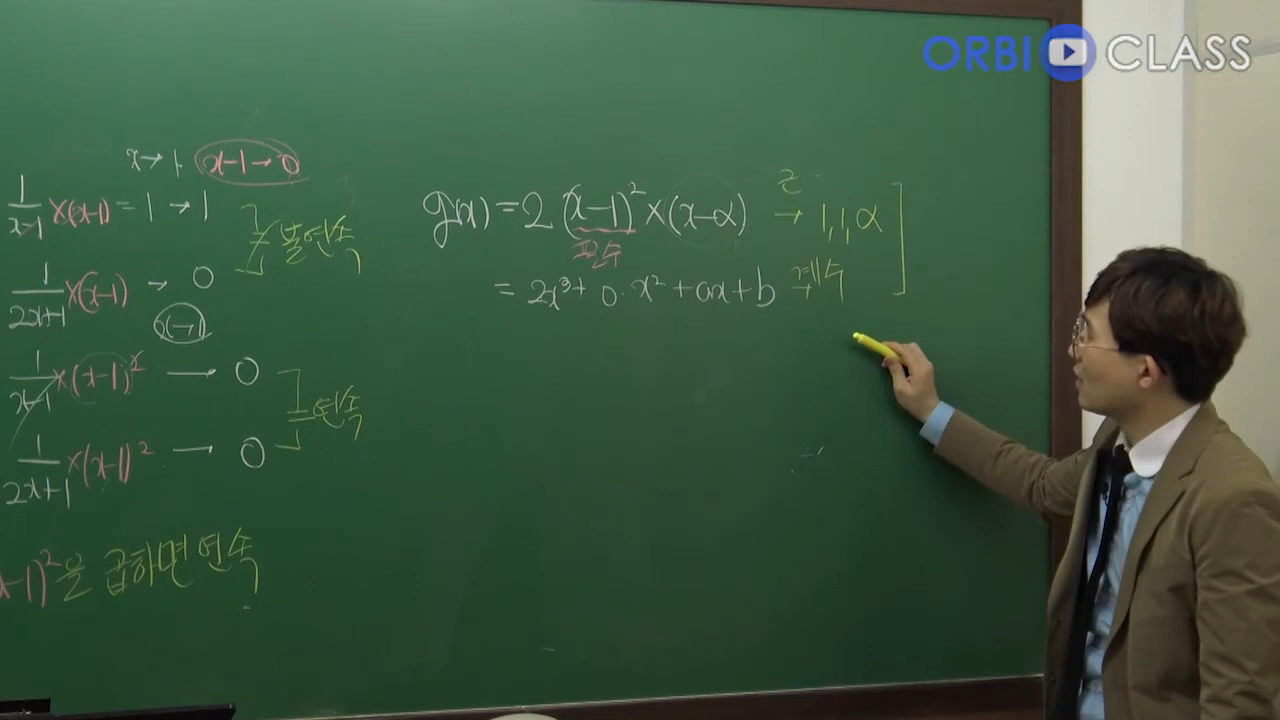 ORBI CLASS
x→1 x-1→0
1/(x-1) ×(x-1) = 1 → 1
불연속
1/(2x+1) ×(x-1) → 0
x→1
1/(x-1) ×(x-1)² → 0
연속
1/(2x+1) ×(x-1)² → 0
x-1)²을 곱하면 연속
g(x) = 2(x-1)²×(x-α) 근 → 1,1,α
필수
= 2x³+0·x²+ax+b 계수 →